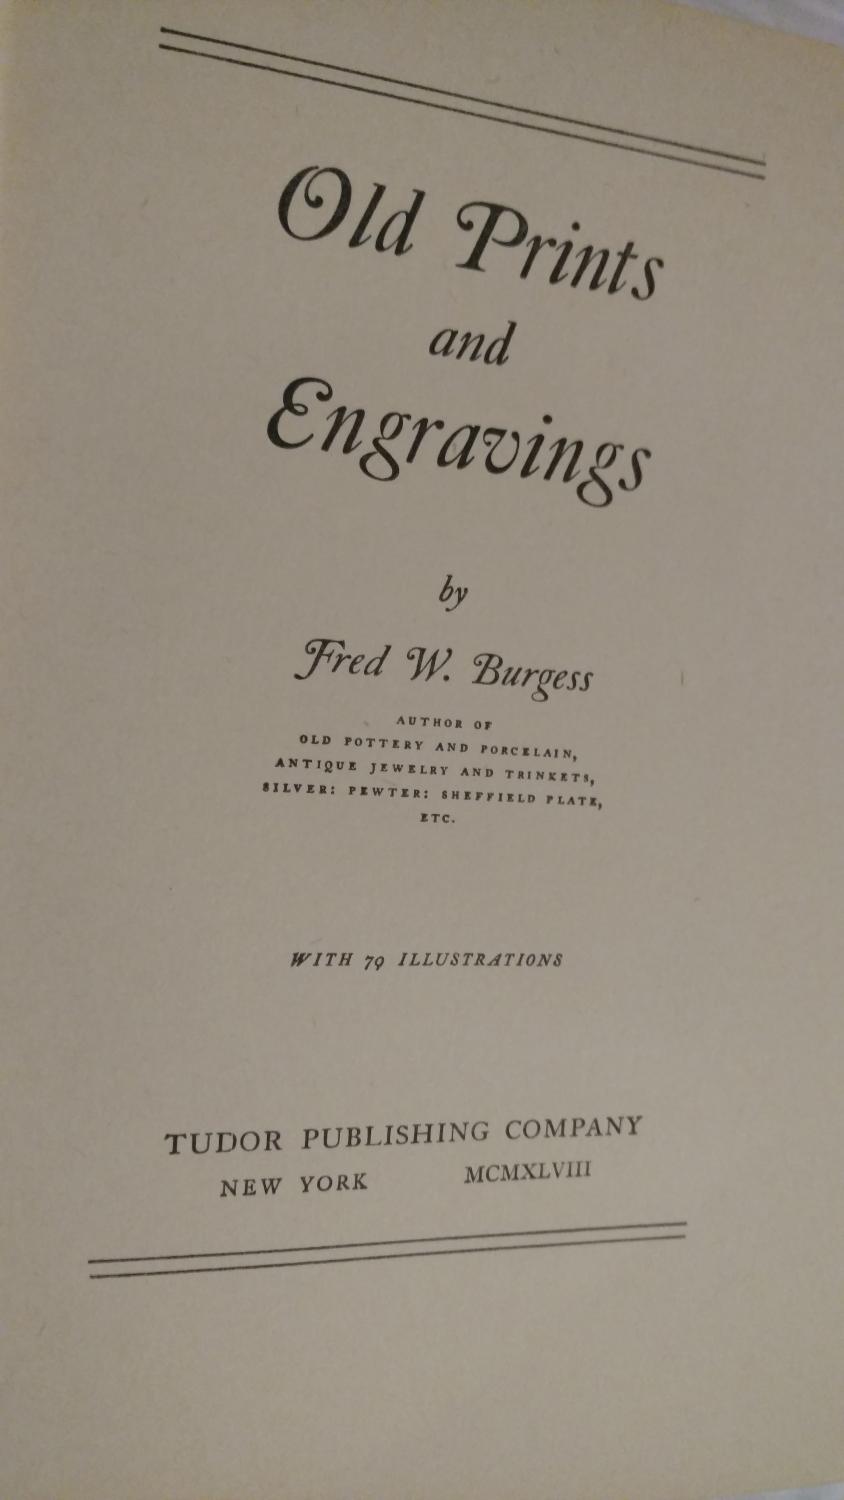 Old Prints
and
Engravings
by
Fred W. Burgess
AUTHOR OF
OLD POTTERY AND PORCELAIN,
ANTIQUE JEWELRY AND TRINKETS,
SILVER: PEWTER: SHEFFIELD PLATE,
ETC.
WITH 79 ILLUSTRATIONS
TUDOR PUBLISHING COMPANY
NEW YORK MCMXLVIII